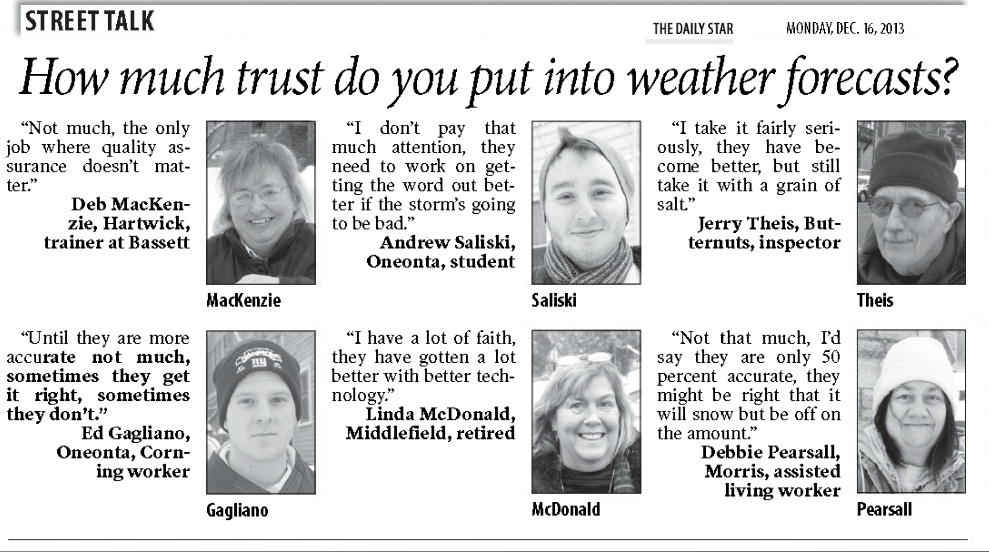 STREET TALK
THE DAILY STAR
MONDAY, DEC. 16, 2013
How much trust do you put into weather forecasts?
“Not much, the only
job where quality as-
surance doesn’t mat-
ter.”
Deb MacKen-
zie, Hartwick,
trainer at Bassett
MacKenzie
“I don’t pay that
much attention, they
need to work on get-
ting the word out bet-
ter if the storm’s going
to be bad.”
Andrew Saliski,
Oneonta, student
Saliski
“I take it fairly seri-
ously, they have be-
come better, but still
take it with a grain of
salt.”
Jerry Theis, But-
ternuts, inspector
Theis
“Until they are more
accurate not much,
sometimes they get
it right, sometimes
they don’t.”
Ed Gagliano,
Oneonta, Corn-
ing worker
CHAMPIONS
NY
Gagliano
“I have a lot of faith,
they have gotten a lot
better with better tech-
nology.”
Linda McDonald,
Middlefield, retired
McDonald
“Not that much, I’d
say they are only 50
percent accurate, they
might be right that it
will snow but be off on
the amount.”
Debbie Pearsall,
Morris, assisted
living worker
Pearsall